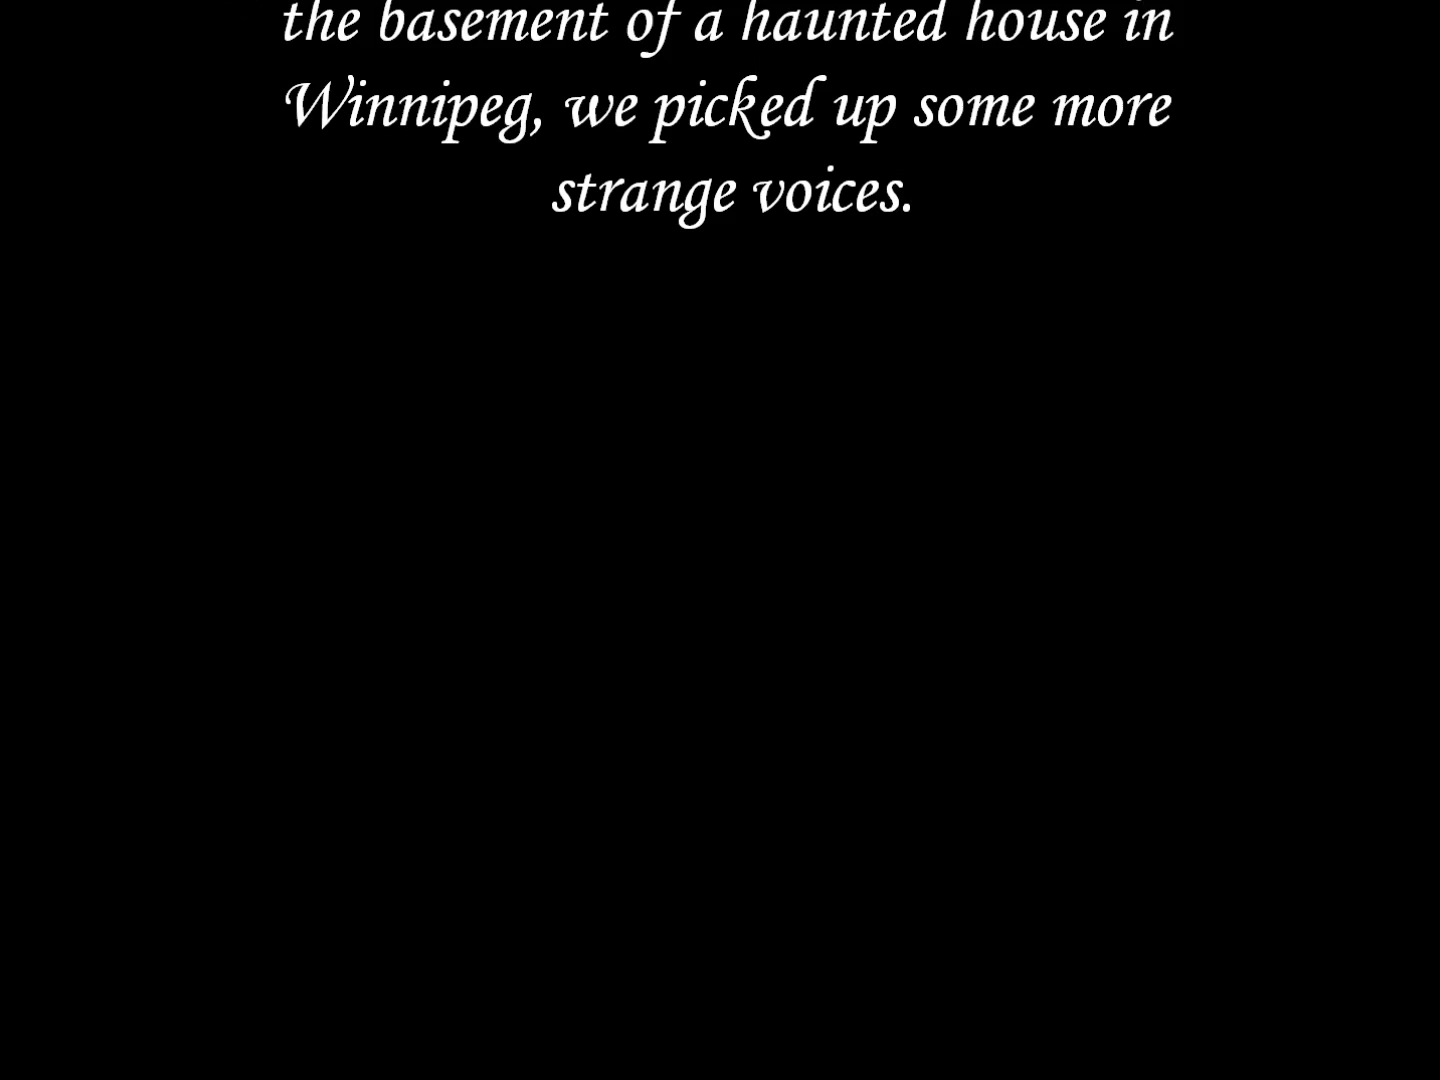 the basement of a haunted house in
Winnipeg, we picked up some more
strange voices.